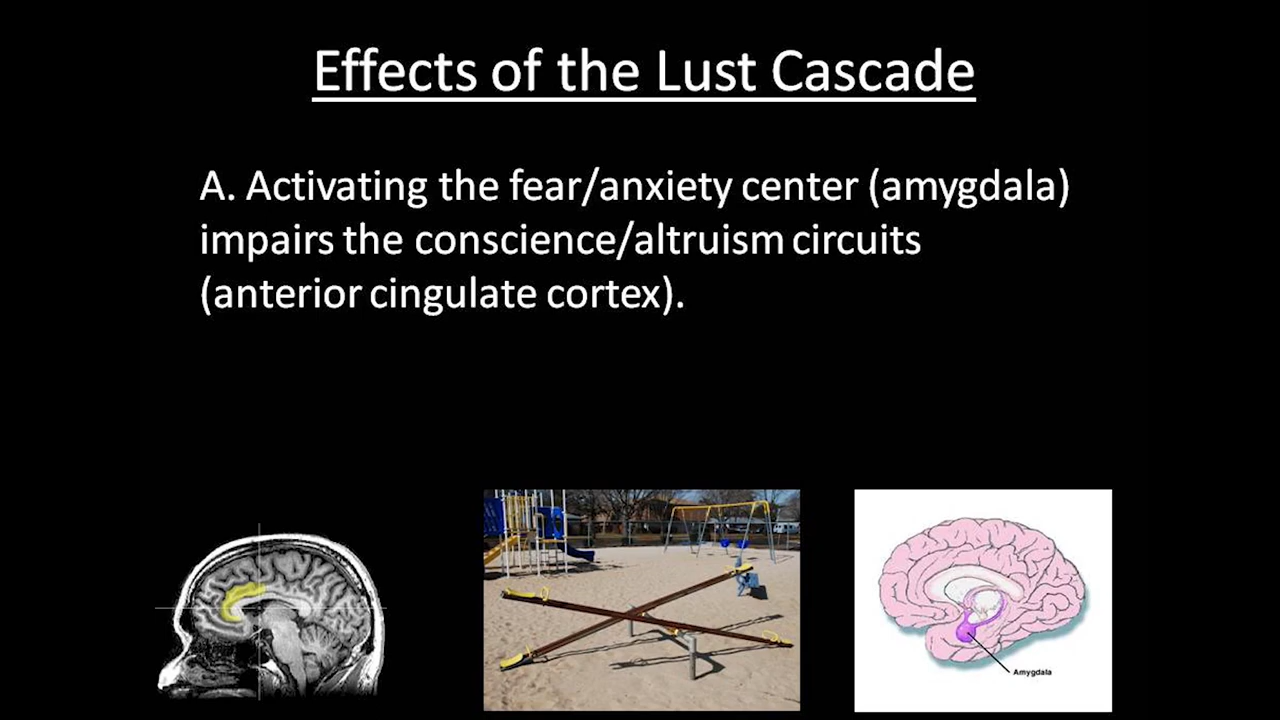 Effects of the Lust Cascade
A. Activating the fear/anxiety center (amygdala)
impairs the conscience/altruism circuits
(anterior cingulate cortex).
Amygdala